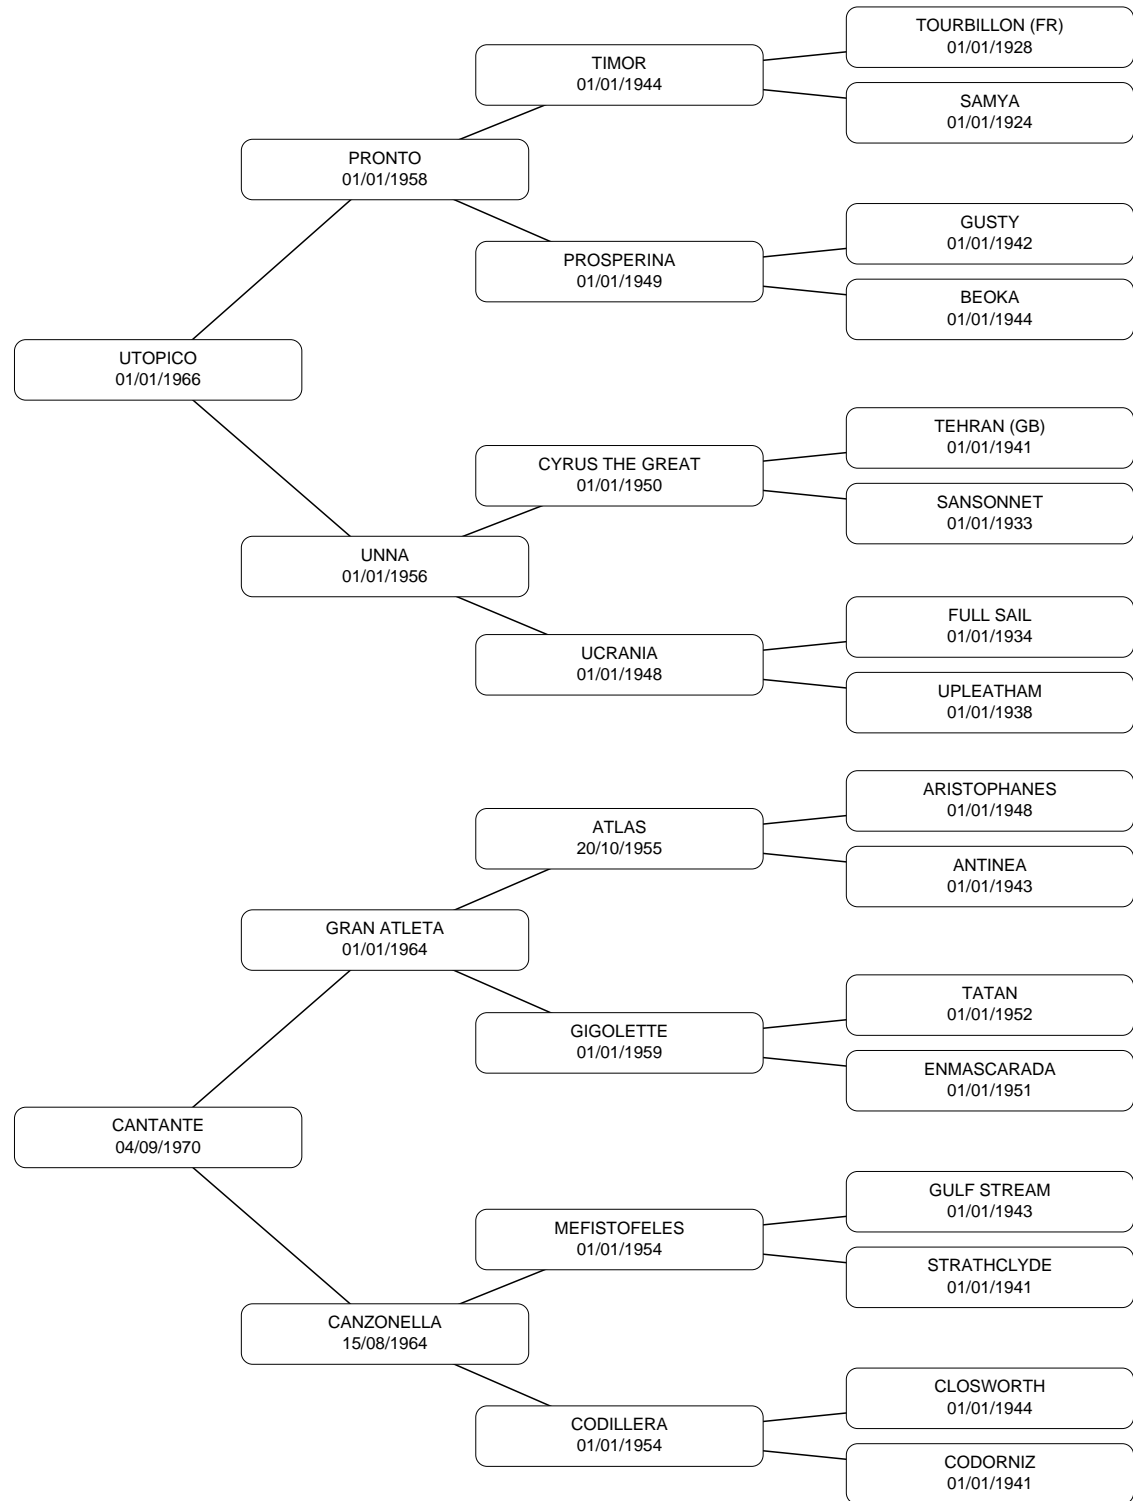 TOURBILLON (FR)
01/01/1928
TIMOR
01/01/1944
SAMYA
01/01/1924
PRONTO
01/01/1958
GUSTY
01/01/1942
PROSPERINA
01/01/1949
BEOKA
01/01/1944
UTOPICO
01/01/1966
TEHRAN (GB)
01/01/1941
CYRUS THE GREAT
01/01/1950
SANSONNET
01/01/1933
UNNA
01/01/1956
FULL SAIL
01/01/1934
UCRANIA
01/01/1948
UPLEATHAM
01/01/1938
ARISTOPHANES
01/01/1948
ATLAS
20/10/1955
ANTINEA
01/01/1943
GRAN ATLETA
01/01/1964
TATAN
01/01/1952
GIGOLETTE
01/01/1959
ENMASCARADA
01/01/1951
CANTANTE
04/09/1970
GULF STREAM
01/01/1943
MEFISTOFELES
01/01/1954
STRATHCLYDE
01/01/1941
CANZONELLA
15/08/1964
CLOSWORTH
01/01/1944
CODILLERA
01/01/1954
CODORNIZ
01/01/1941